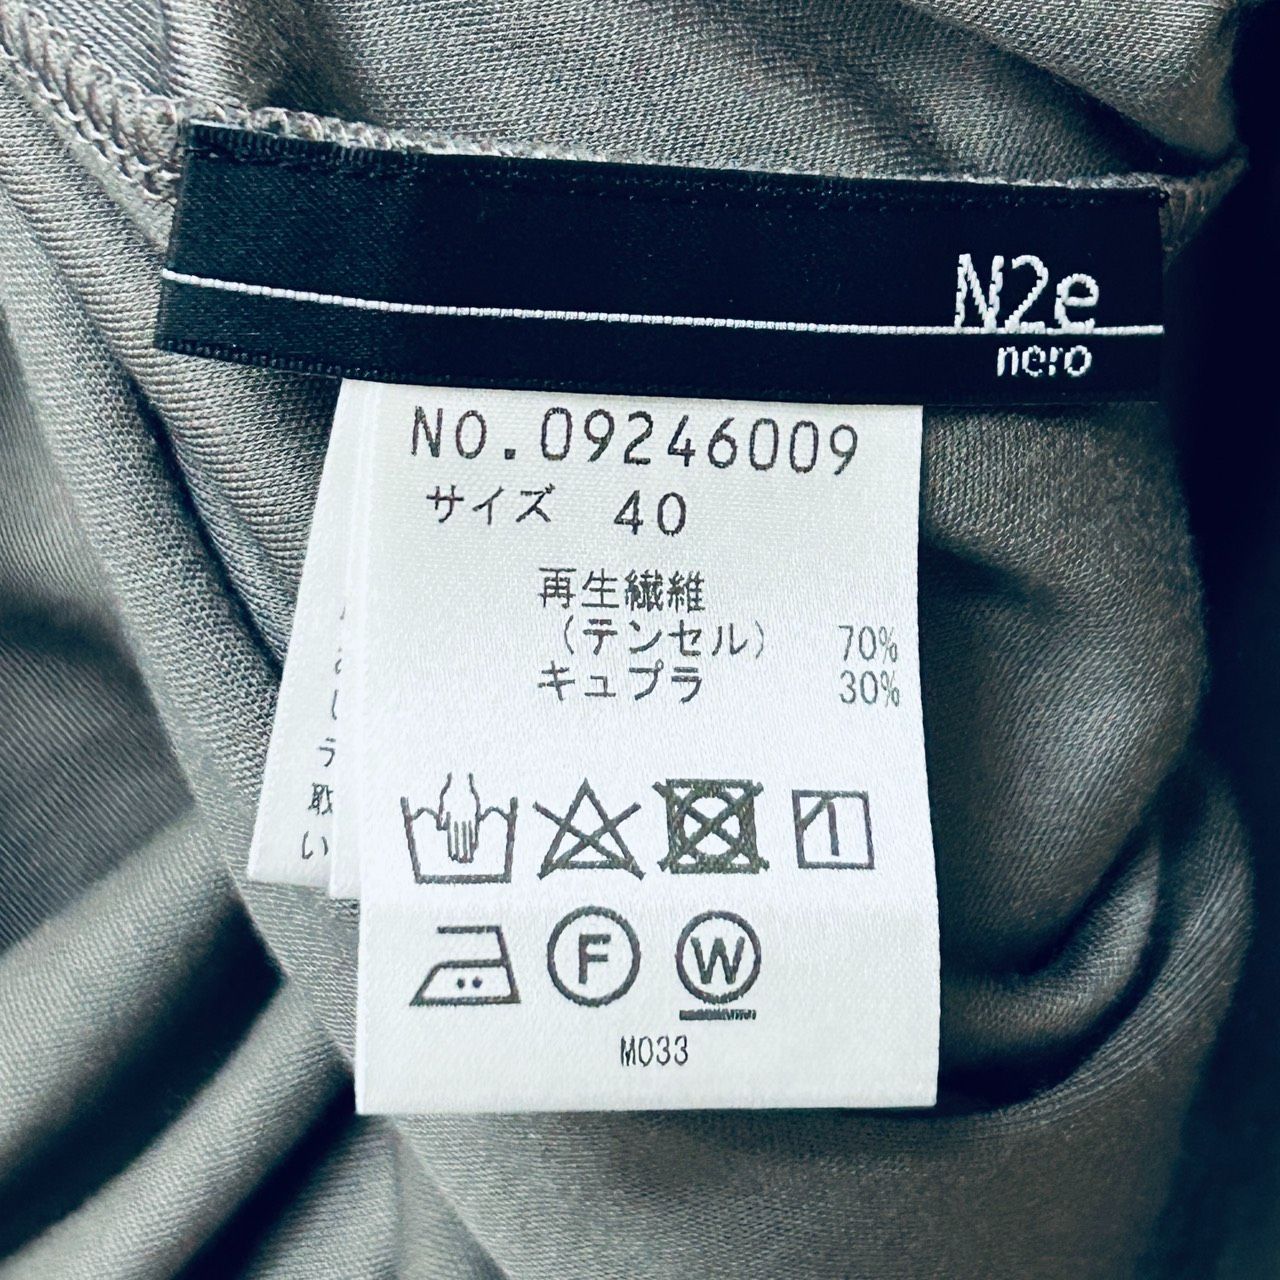 N2e
nero
NO.09246009
サイズ 40
再生繊維
（テンセル） 70%
キュプラ 30%
1
F
W
M033